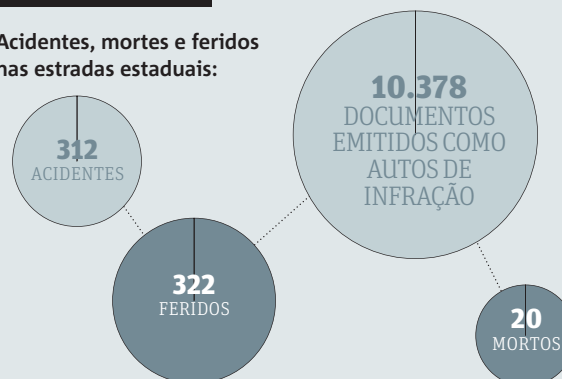 Acidentes, mortes e feridos
nas estradas estaduais:
312
ACIDENTES
10.378
DOCUMENTOS
EMITIDOS COMO
AUTOS DE
INFRAÇÃO
322
FERIDOS
20
MORTOS